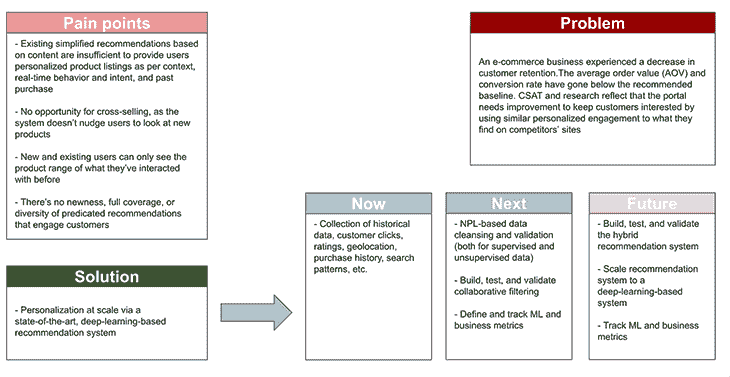 Pain points
- Existing simplified recommendations based
on content are insufficient to provide users
personalized product listings as per context,
real-time behavior and intent, and past
purchase
- No opportunity for cross-selling, as the
system doesn't nudge users to look at new
products
- New and existing users can only see the
product range of what they've interacted
with before
- There's no newness, full coverage, or
diversity of predicated recommendations
that engage customers
Problem
An e-commerce business experienced a decrease in
customer retention.The average order value (AOV) and
conversion rate have gone below the recommended
baseline. CSAT and research reflect that the portal
needs improvement to keep customers interested by
using similar personalized engagement to what they
find on competitors' sites
Solution
- Personalization at scale via a
state-of-the-art, deep-learning-based
recommendation system
Now
- Collection of historical
data, customer clicks,
ratings, geolocation,
purchase history, search
patterns, etc.
Next
- NPL-based data
cleansing and validation
(both for supervised and
unsupervised data)
- Build, test, and validate
collaborative filtering
- Define and track ML and
business metrics
Future
- Build, test, and validate
the hybrid
recommendation system
- Scale recommendation
system to a
deep-learning-based
system
- Track ML and business
metrics